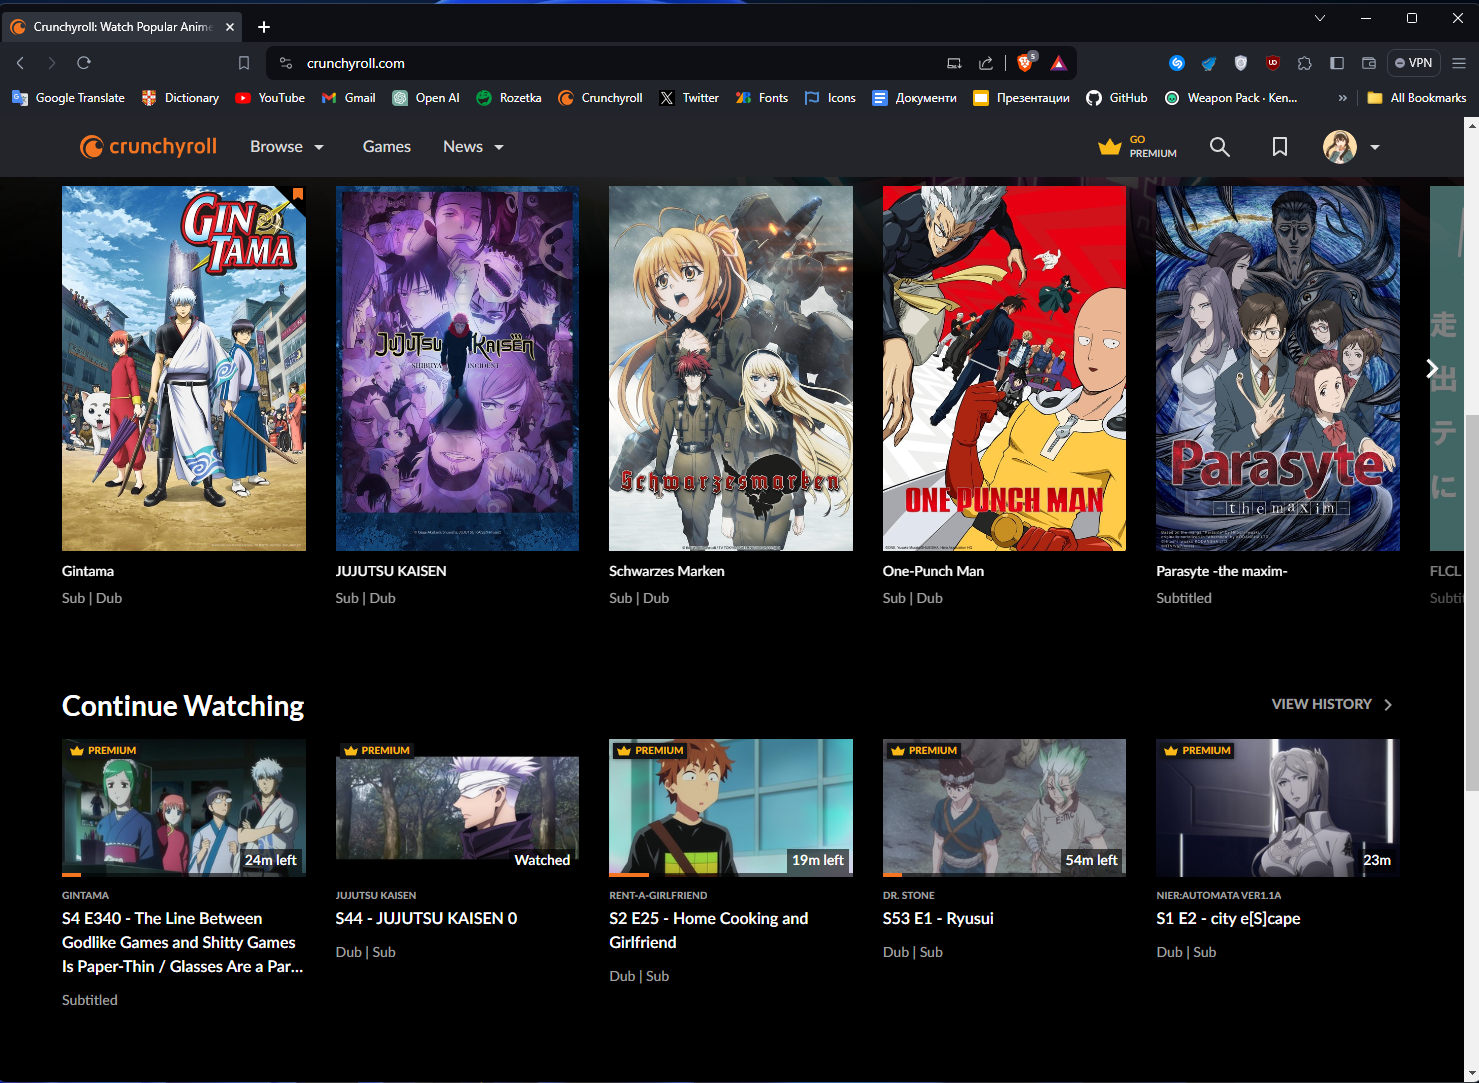 Crunchyroll: Watch Popular Anime
crunchyroll.com
5
VPN
Google Translate
Dictionary
YouTube
Gmail
Open AI
Rozetka
Crunchyroll
Twitter
Fonts
Icons
Документи
Презентации
GitHub
Weapon Pack · Ken...
»
All Bookmarks
crunchyroll
Browse
Games
News
GO
PREMIUM
GINTAMA
JUJUTSU KAISEN
SHIBUYA INCIDENT
Schwarzesmarken
ONE PUNCH MAN
Parasyte
-the maxim-
走
出
テ
に
Gintama
JUJUTSU KAISEN
Schwarzes Marken
One-Punch Man
Parasyte -the maxim-
FLCL
Sub | Dub
Sub | Dub
Sub | Dub
Sub | Dub
Subtitled
Continue Watching
VIEW HISTORY
PREMIUM
PREMIUM
PREMIUM
PREMIUM
PREMIUM
24m left
Watched
19m left
54m left
23m
GINTAMA
S4 E340 - The Line Between
Godlike Games and Shitty Games
Is Paper-Thin / Glasses Are a Par...
Subtitled
JUJUTSU KAISEN
S44 - JUJUTSU KAISEN 0
Dub | Sub
RENT-A-GIRLFRIEND
S2 E25 - Home Cooking and
Girlfriend
Dub | Sub
DR. STONE
S53 E1 - Ryusui
Dub | Sub
NIER:AUTOMATA VER1.1A
S1 E2 - city e[S]cape
Dub | Sub